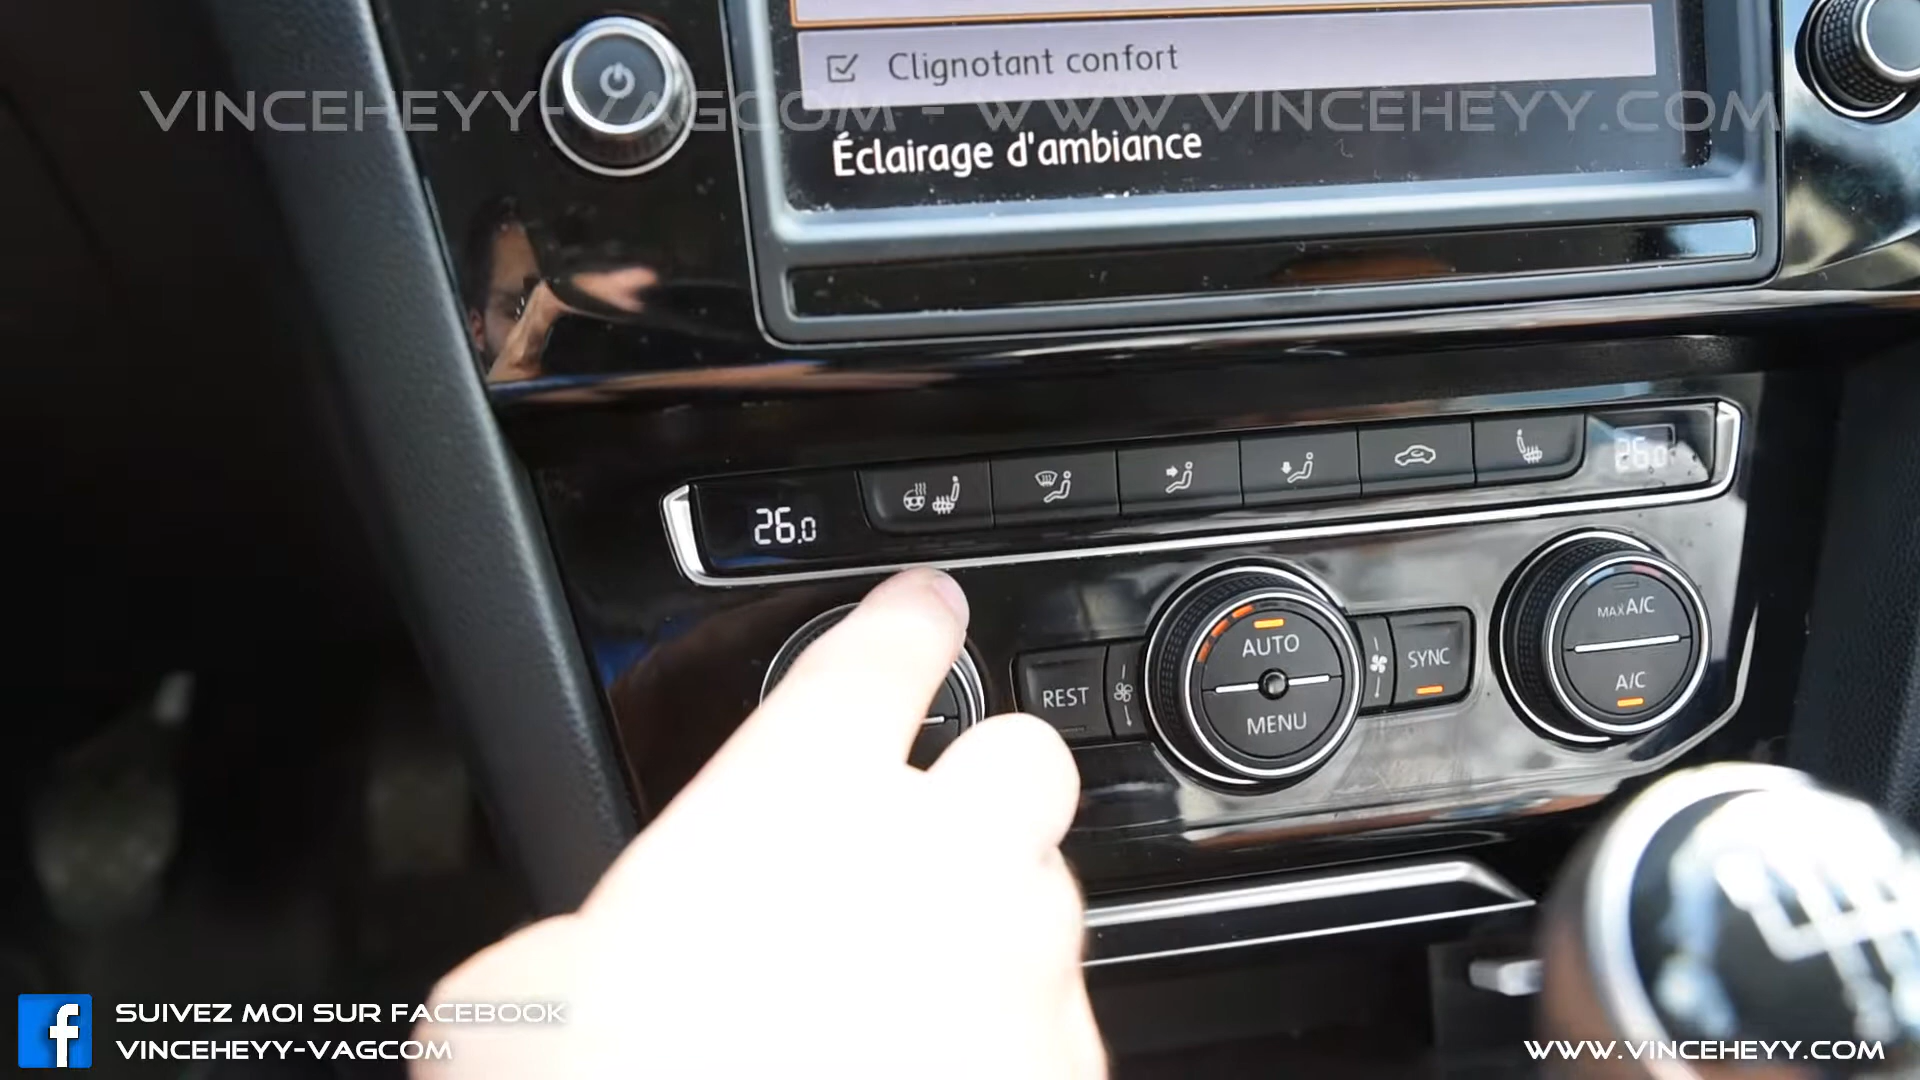 Clignotant confort
VINCEHEYY-VAGCOM - WWW.VINCEHEYY.COM
Éclairage d'ambiance
26.0
26.0
AUTO
MENU
REST
SYNC
MAX A/C
A/C
SUIVEZ MOI SUR FACEBOOK
VINCEHEYY-VAGCOM
WWW.VINCEHEYY.COM